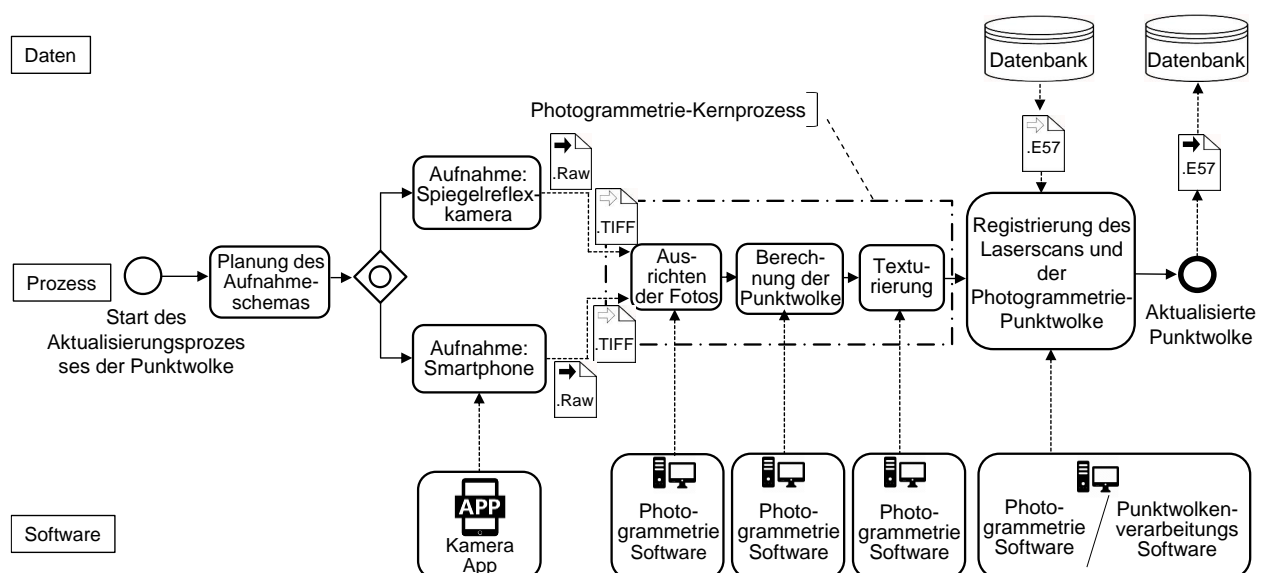 Daten
Datenbank
Datenbank
Photogrammetrie-Kernprozess
.Raw
.E57
.E57
Aufnahme:
Spiegelreflex-
kamera
.TIFF
Prozess
Start des
Aktualisierungsprozes
ses der Punktwolke
Planung des
Aufnahme-
schemas
Aus-
richten
der Fotos
Berech-
nung der
Punktwolke
Textu-
rierung
Registrierung des
Laserscans und
der
Photogrammetrie-
Punktwolke
Aktualisierte
Punktwolke
Aufnahme:
Smartphone
.TIFF
.Raw
Software
APP
Kamera
App
Photo-
grammetrie
Software
Photo-
grammetrie
Software
Photo-
grammetrie
Software
Photo-
grammetrie
Software
Punktwolken-
verarbeitungs
Software